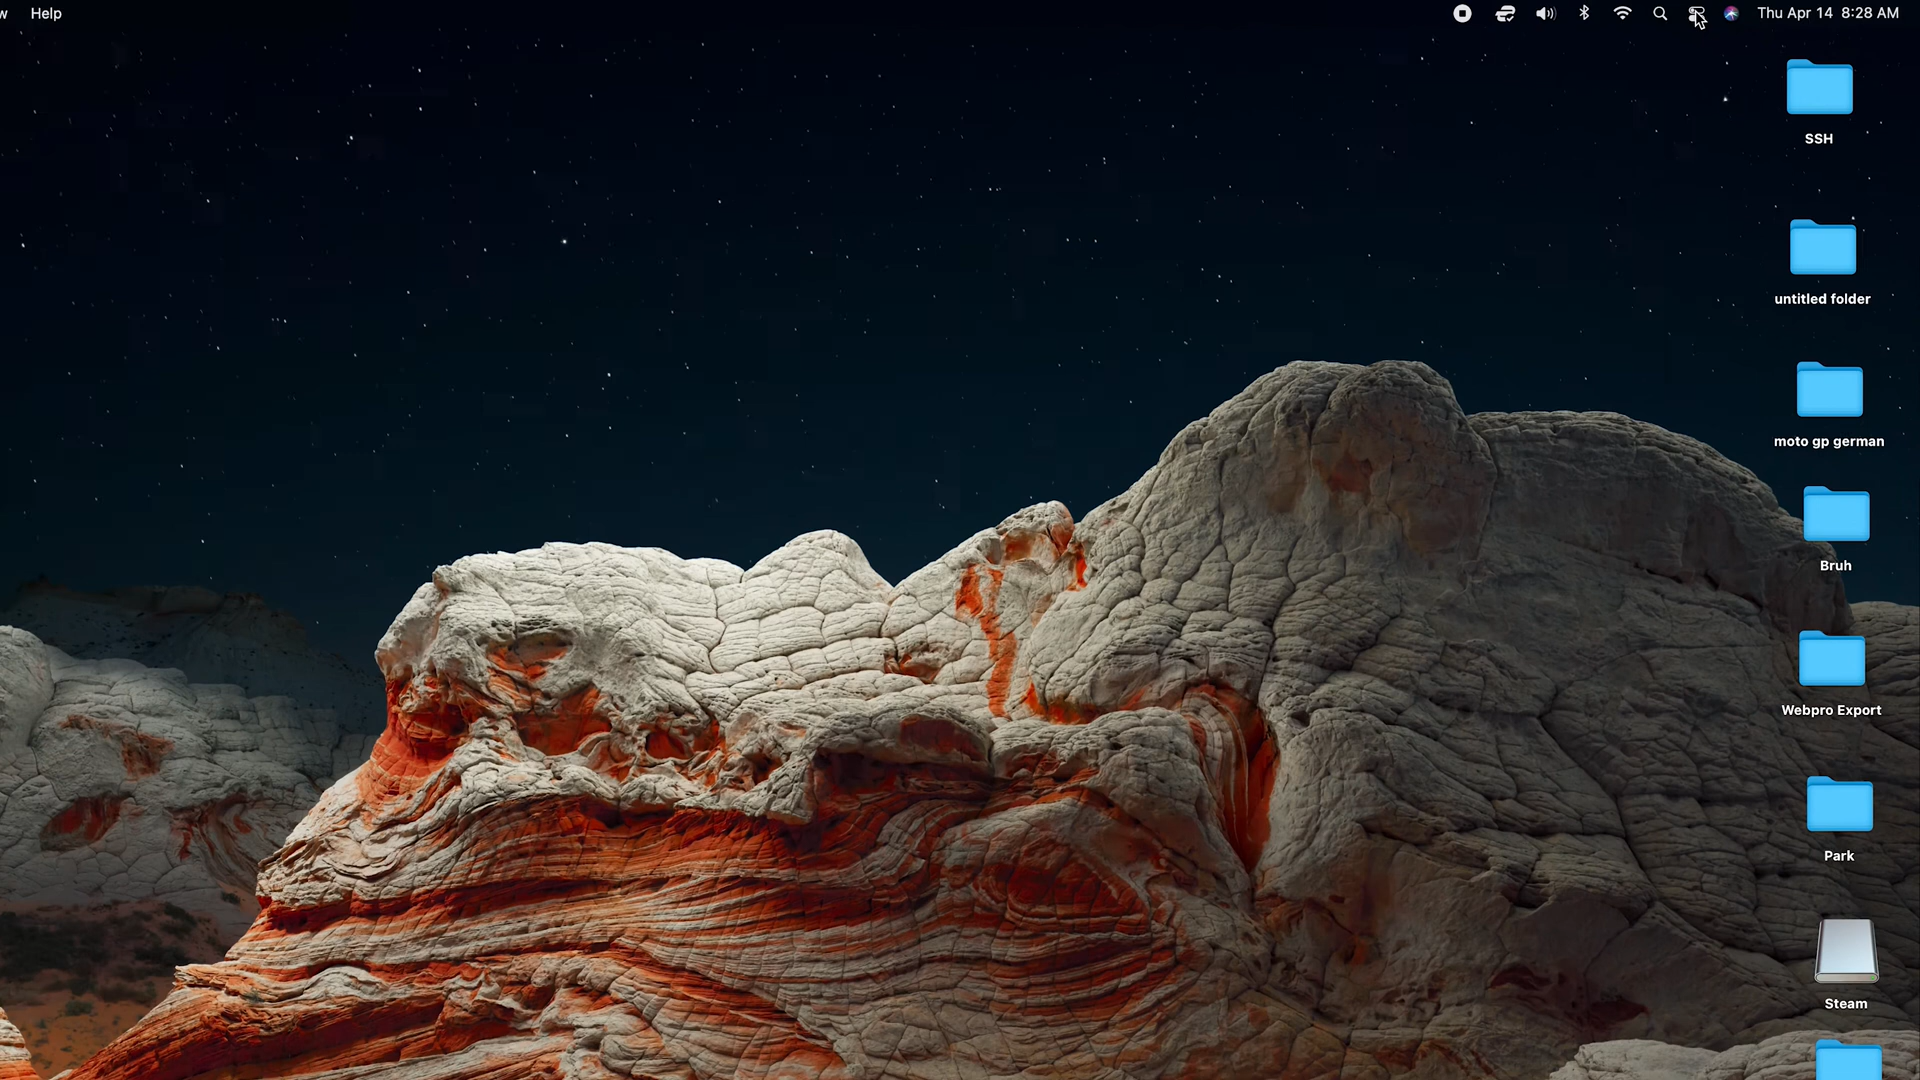 w Help Thu Apr 14 8:28 AM
SSH
untitled folder
moto gp german
Bruh
Webpro Export
Park
Steam